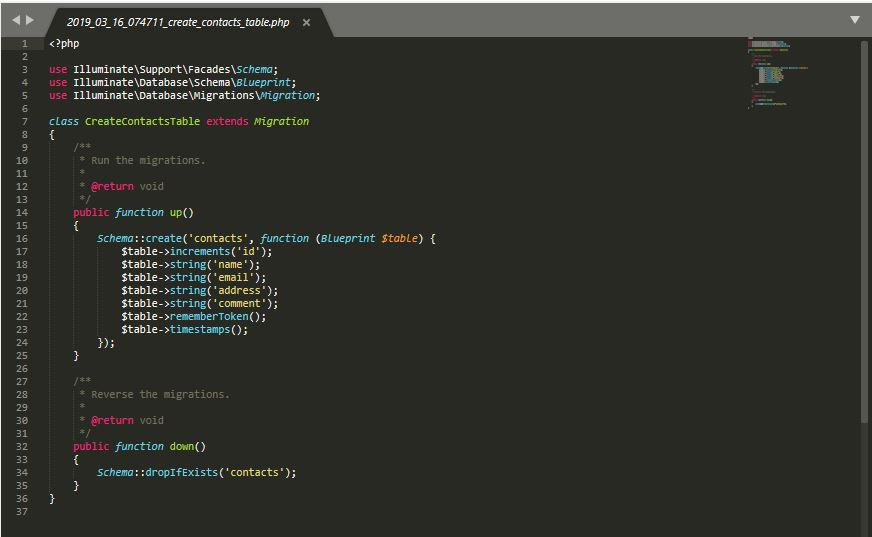 2019_03_16_074711_create_contacts_table.php ×
1 <?php
2
3 use Illuminate\Support\Facades\Schema;
4 use Illuminate\Database\Schema\Blueprint;
5 use Illuminate\Database\Migrations\Migration;
6
7 class CreateContactsTable extends Migration
8 {
9     /**
10      * Run the migrations.
11      *
12      * @return void
13      */
14     public function up()
15     {
16         Schema::create('contacts', function (Blueprint $table) {
17             $table->increments('id');
18             $table->string('name');
19             $table->string('email');
20             $table->string('address');
21             $table->string('comment');
22             $table->rememberToken();
23             $table->timestamps();
24         });
25     }
26
27     /**
28      * Reverse the migrations.
29      *
30      * @return void
31      */
32     public function down()
33     {
34         Schema::dropIfExists('contacts');
35     }
36 }
37